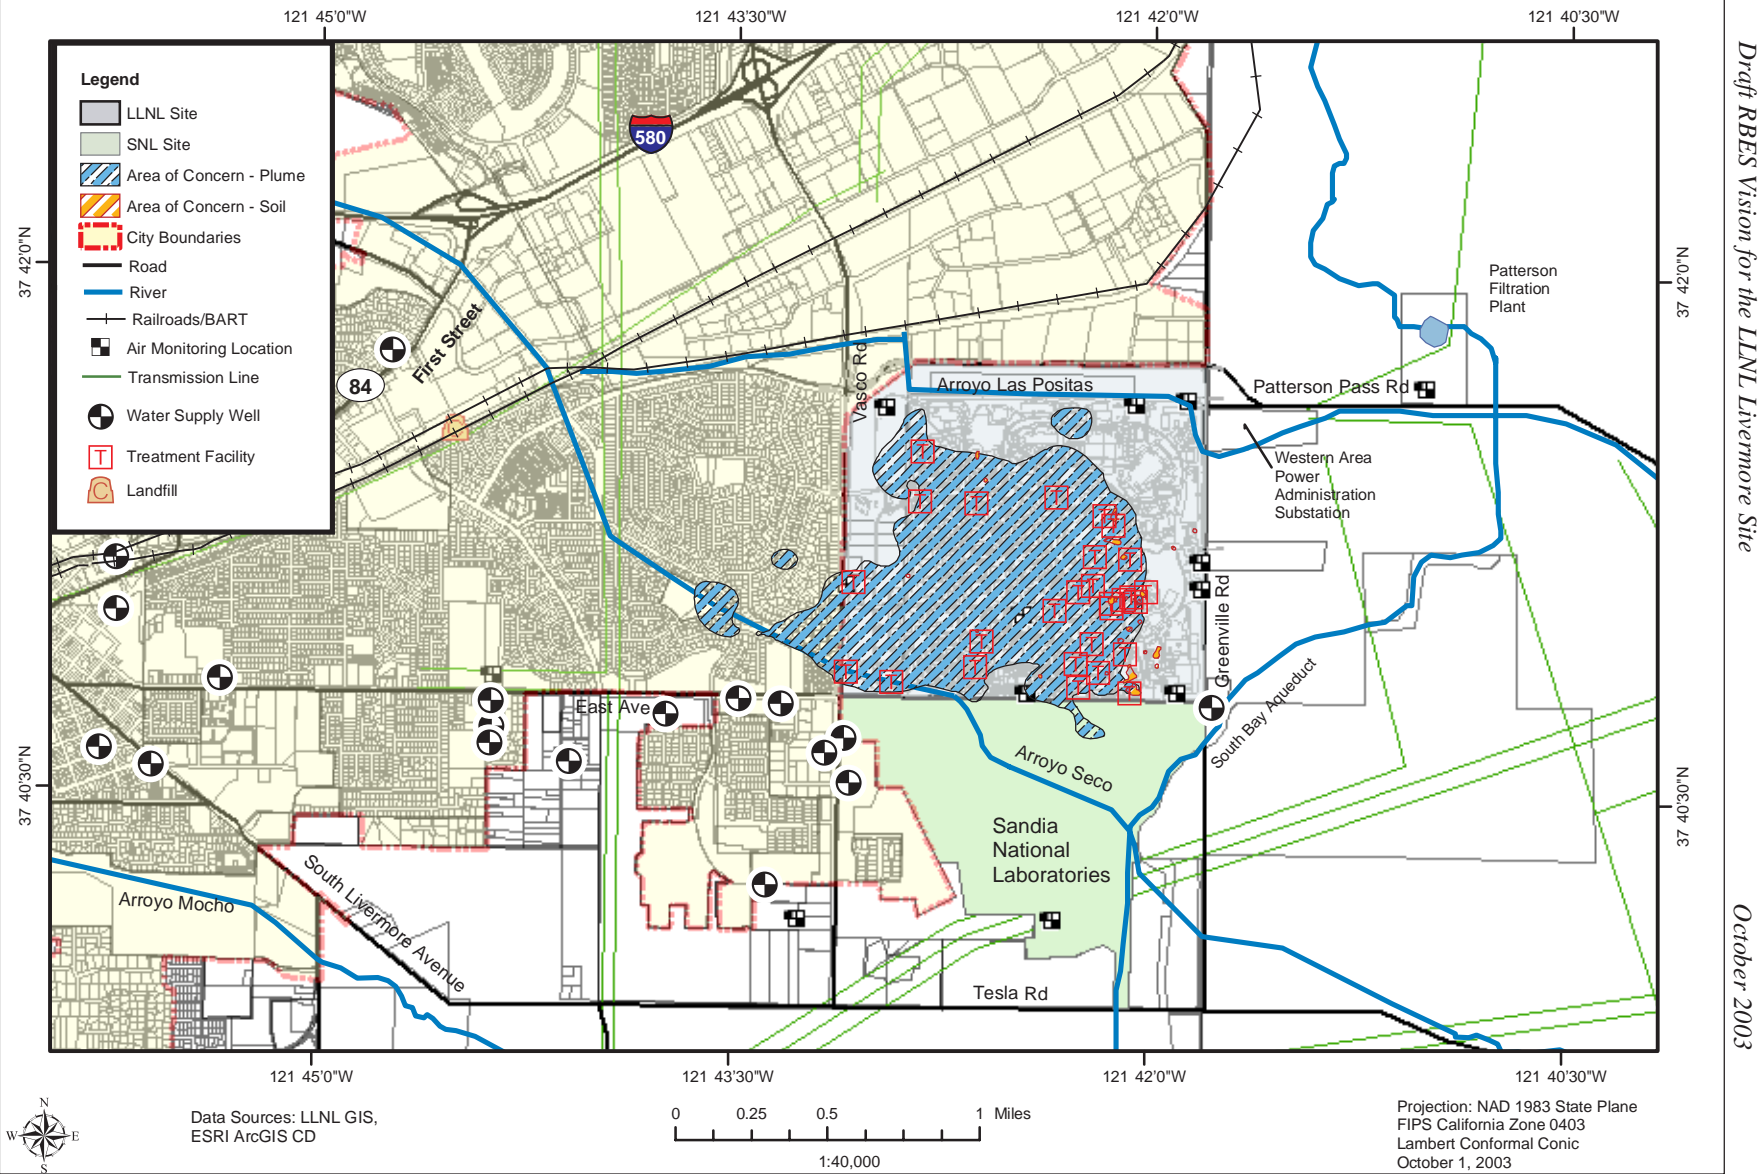 121 45'0"W
121 43'30"W
121 42'0"W
121 40'30"W
Draft RBES Vision for the LLNL Livermore Site
October 2003
37 42'0"N
37 40'30"N
37 42'0"N
37 40'30"N
Legend
LLNL Site
SNL Site
Area of Concern - Plume
Area of Concern - Soil
City Boundaries
Road
River
Railroads/BART
Air Monitoring Location
Transmission Line
Water Supply Well
T Treatment Facility
C Landfill
580
84
First Street
C
Vasco Rd
Arroyo Las Positas
Patterson Pass Rd
Patterson
Filtration
Plant
Western Area
Power
Administration
Substation
Greenville Rd
South Bay Aqueduct
East Ave
Arroyo Seco
Sandia
National
Laboratories
South Livermore Avenue
Arroyo Mocho
Tesla Rd
121 45'0"W
121 43'30"W
121 42'0"W
121 40'30"W
N
W
E
S
Data Sources: LLNL GIS,
ESRI ArcGIS CD
0 0.25 0.5 1 Miles
1:40,000
Projection: NAD 1983 State Plane
FIPS California Zone 0403
Lambert Conformal Conic
October 1, 2003